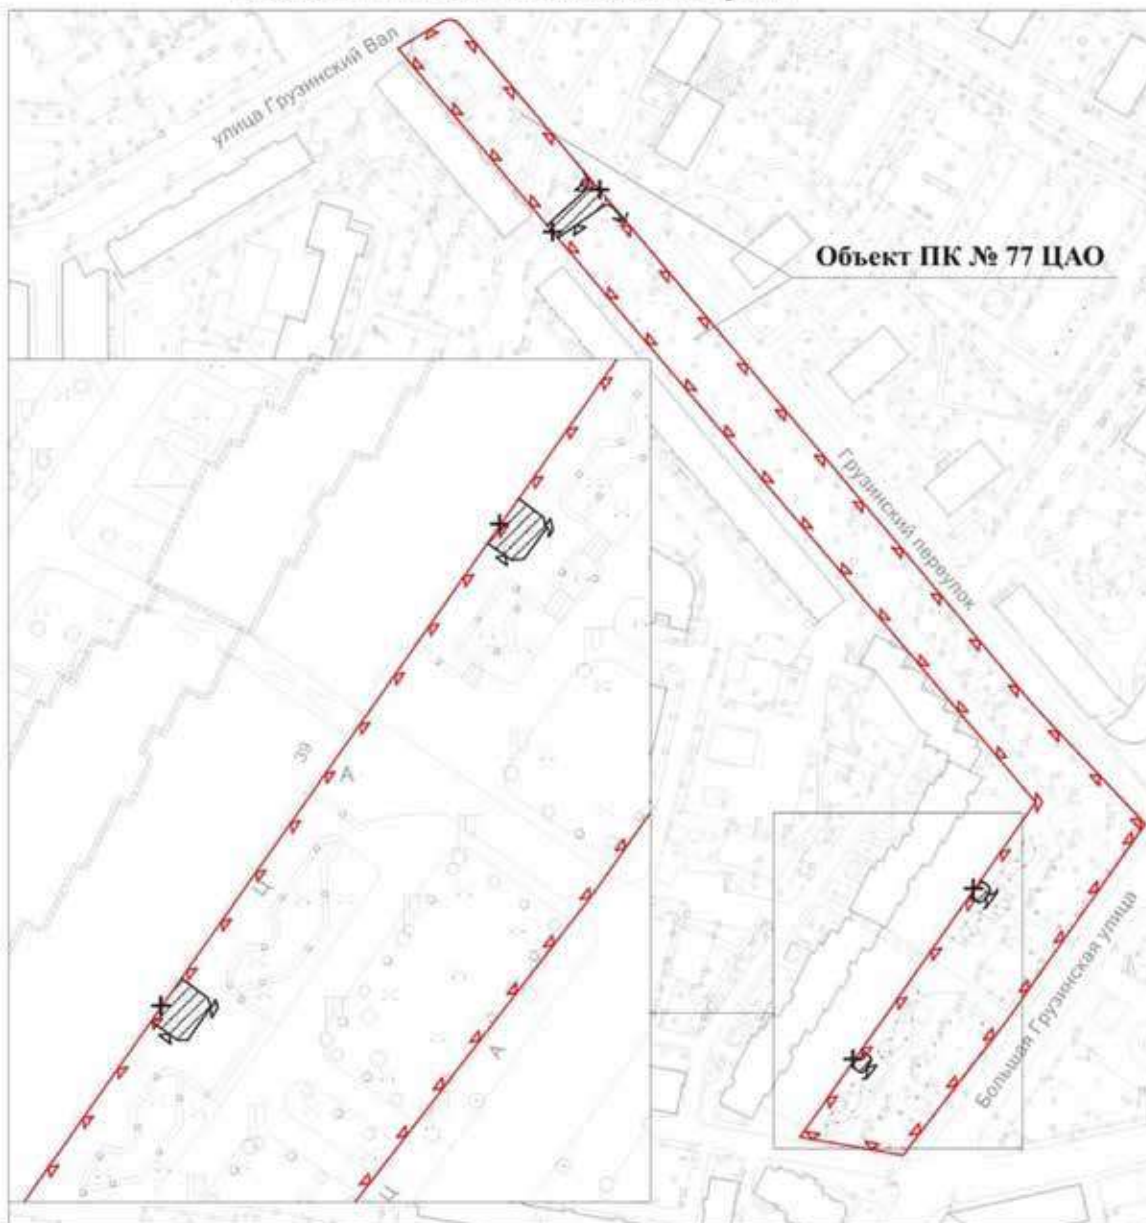 улица Грузинский Вал
Объект ПК № 77 ЦАО
Грузинский переулок
39
А
Ц
А
Ц
Большая Грузинская улица